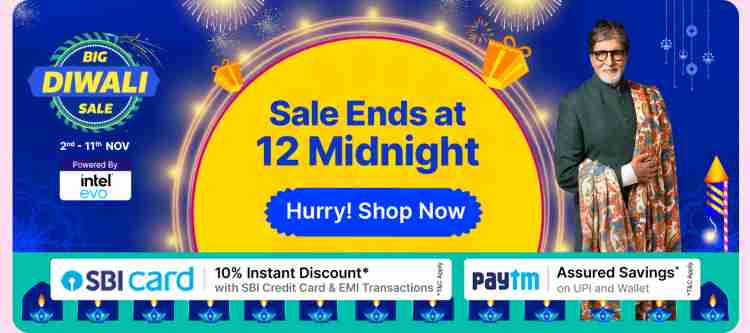 BIG
DIWALI
SALE
2nd - 11th NOV
Powered By
intel
evo
Sale Ends at
12 Midnight
Hurry! Shop Now
SBI card
10% Instant Discount*
with SBI Credit Card & EMI Transactions
*T&C Apply
paytm
Assured Savings*
on UPI and Wallet
*T&C Apply